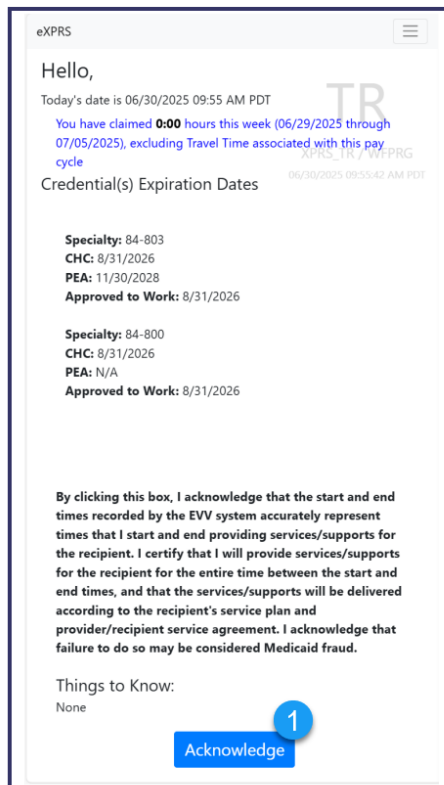 eXPRS
Hello,
TR
Today's date is 06/30/2025 09:55 AM PDT
You have claimed 0:00 hours this week (06/29/2025 through
07/05/2025), excluding Travel Time associated with this pay
cycle
XPRS_TR / WFPRG
06/30/2025 09:55:42 AM PDT
Credential(s) Expiration Dates
Specialty: 84-803
CHC: 8/31/2026
PEA: 11/30/2028
Approved to Work: 8/31/2026
Specialty: 84-800
CHC: 8/31/2026
PEA: N/A
Approved to Work: 8/31/2026
By clicking this box, I acknowledge that the start and end
times recorded by the EVV system accurately represent
times that I start and end providing services/supports for
the recipient. I certify that I will provide services/supports
for the recipient for the entire time between the start and
end times, and that the services/supports will be delivered
according to the recipient's service plan and
provider/recipient service agreement. I acknowledge that
failure to do so may be considered Medicaid fraud.
Things to Know:
None
1
Acknowledge